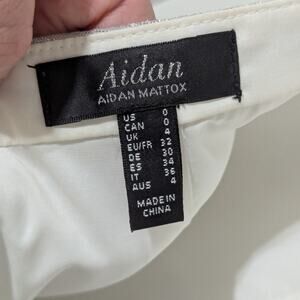 Aidan
AIDAN MATTOX
US 0
CAN 0
UK 4
EU/FR 32
DE 30
ES 34
IT 36
AUS 4
MADE IN
CHINA